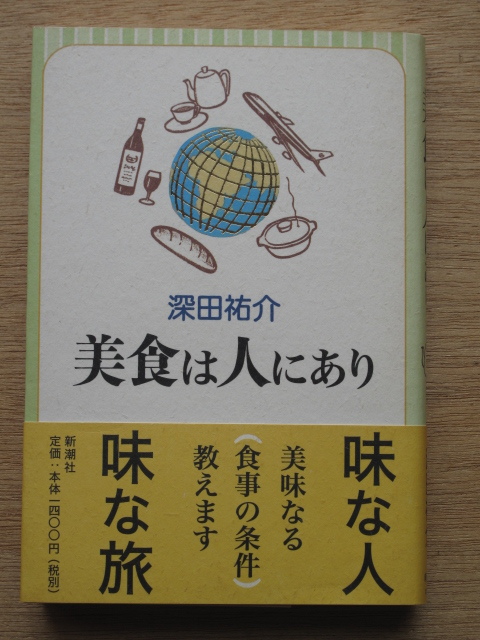 深田祐介
美食は人にあり
味な人
美味なる
(食事の条件)
教えます
味な旅
新潮社
定価:本体一四〇〇円(税別)